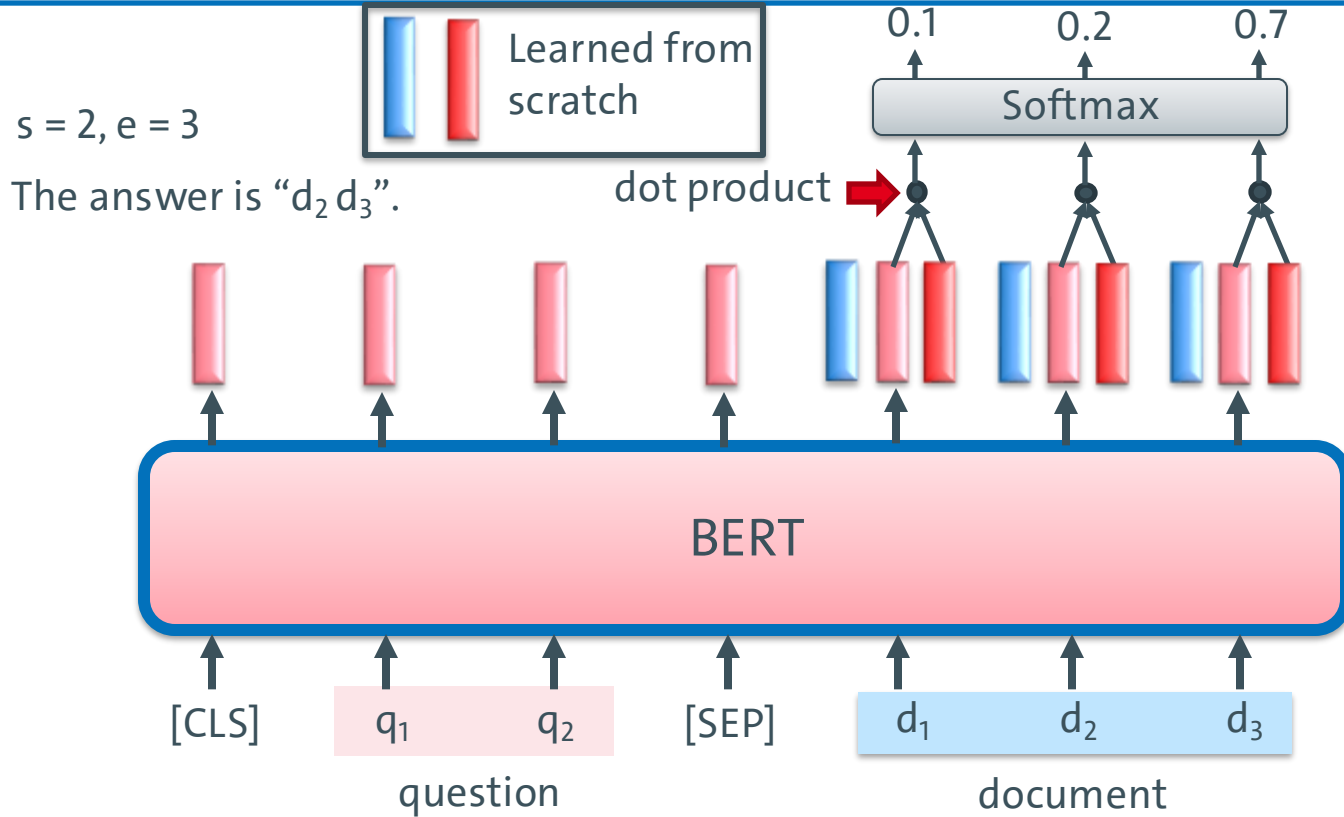 Learned from
scratch
0.1 0.2 0.7
Softmax
s = 2, e = 3
The answer is “d₂ d₃”.
dot product
BERT
[CLS] q₁ q₂ [SEP] d₁ d₂ d₃
question document